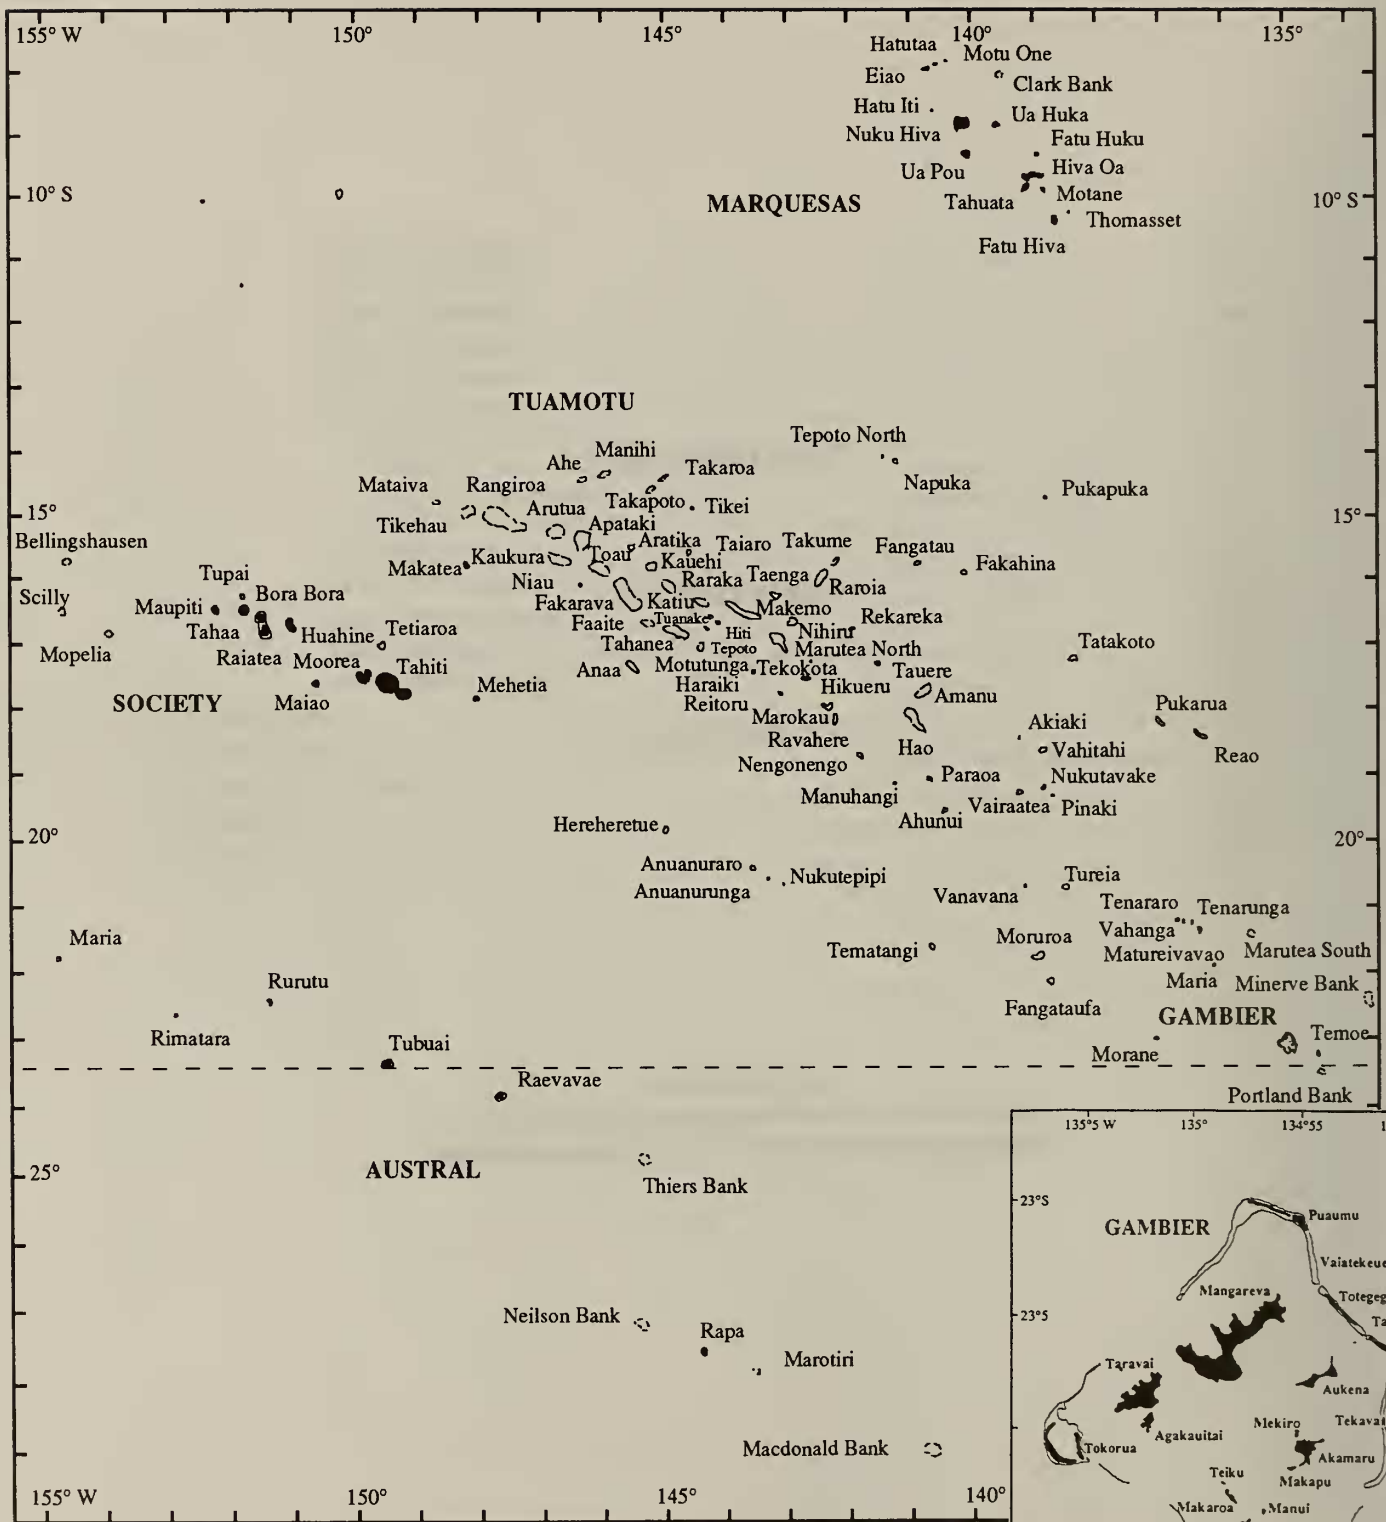 155° W 150° 145° 140° 135°
Hatutaa Motu One
Eiao Clark Bank
Hatu Iti Ua Huka
Nuku Hiva Fatu Huku
Ua Pou Hiva Oa
10° S MARQUESAS Tahuata Motane 10° S
Thomasset
Fatu Hiva
TUAMOTU
Tepoto North
Manihi
Ahe Takaroa
Napuka
Mataiva Rangiroa Pukapuka
Takapoto Tikei
Arutua
15° Tikehau Apataki 15°
Bellingshausen Aratika Taiaro Takume Fangatau
Kaukura Toau Kauehi Fakahina
Makatea
Tupai Niau Raraka Taenga Raroia
Scilly Bora Bora Fakarava Katiu Makemo
Maupiti Faaite Tuanake Rekareka
Tahaa Huahine Tetiaroa Hiti Nihiru
Mopelia Tahanea Tepoto Marutea North Tatakoto
Raiatea Moorea Tahiti Anaa Motutunga Tekokota Tauere
Mehetia Haraiki Hikueru Amanu
SOCIETY Maiao Reitoru Pukarua
Marokau Akiaki
Ravahere Hao Vahitahi Reao
Nengonengo Paraoa Nukutavake
Manuhangi Vairaatea Pinaki
Hereheretue Ahunui
20° 20°
Anuanuraro Nukutepipi Tureia
Anuanurunga Vanavana
Tenararo Tenarunga
Maria Moruroa Vahanga
Tematangi Matureivavao Marutea South
Rurutu Maria Minerve Bank
Fangataufa GAMBIER
Rimatara Temoe
Tubuai Morane
Raevavae
Portland Bank
25° AUSTRAL
Thiers Bank
Neilson Bank
Rapa
Marotiri
Macdonald Bank
155° W 150° 145° 140°
135°5 W 135° 134°55
23°S
GAMBIER Puaumu
Vaiatekeue
Mangareva Totegeg
23°5 Ta
Taravai
Aukena
Mekiro Tekava
Agakauitai
Tokorua Akamaru
Teiku Makapu
Makaroa Manui